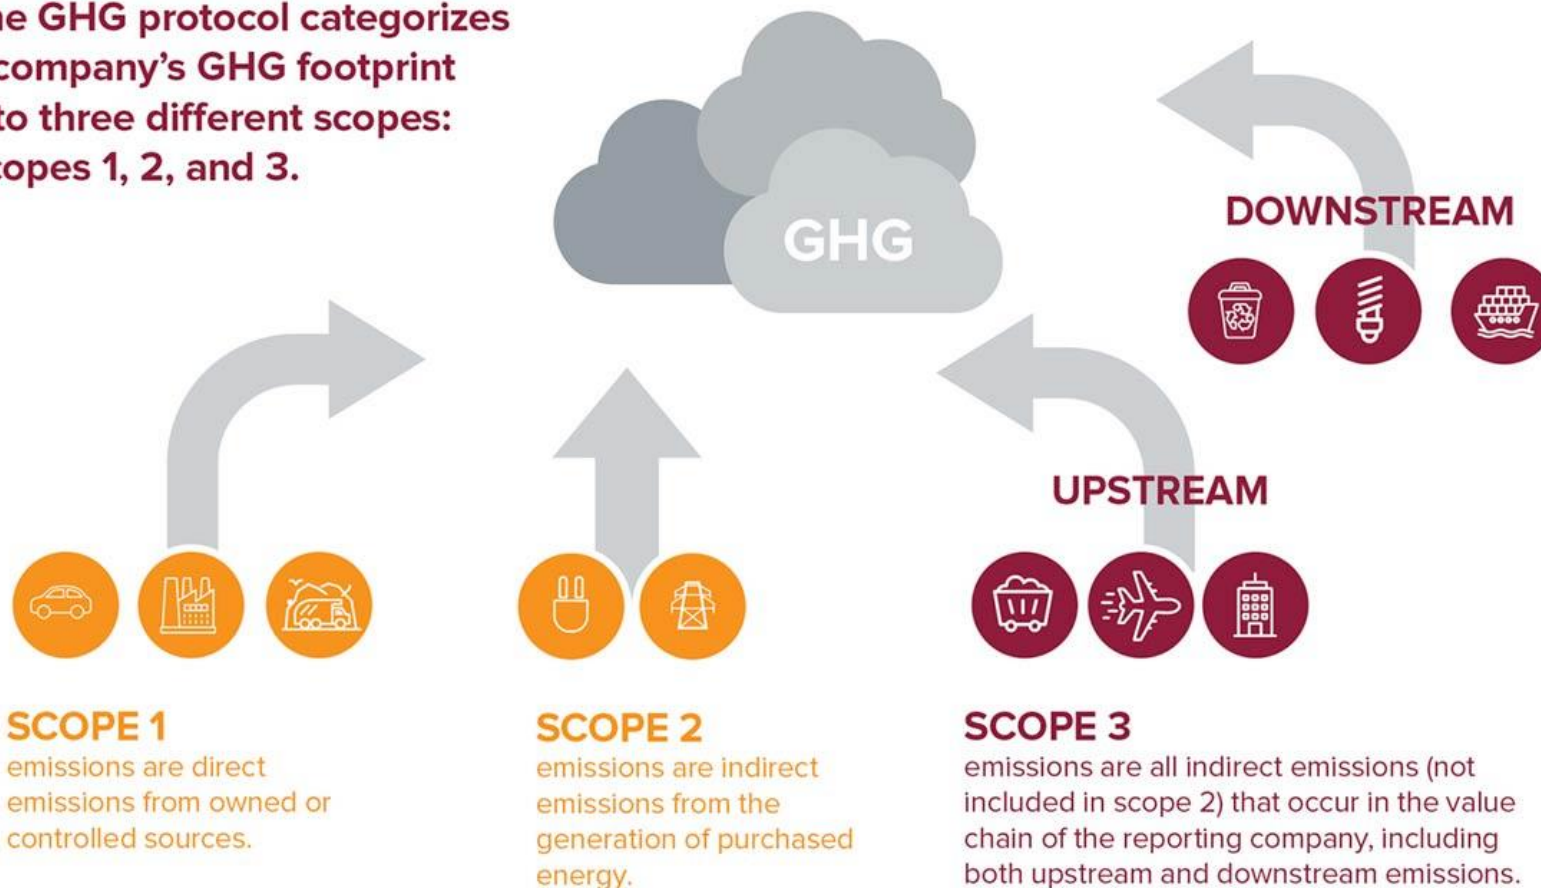 he GHG protocol categorizes
company's GHG footprint
to three different scopes:
copes 1, 2, and 3.
GHG
DOWNSTREAM
UPSTREAM
SCOPE 1
emissions are direct
emissions from owned or
controlled sources.
SCOPE 2
emissions are indirect
emissions from the
generation of purchased
energy.
SCOPE 3
emissions are all indirect emissions (not
included in scope 2) that occur in the value
chain of the reporting company, including
both upstream and downstream emissions.